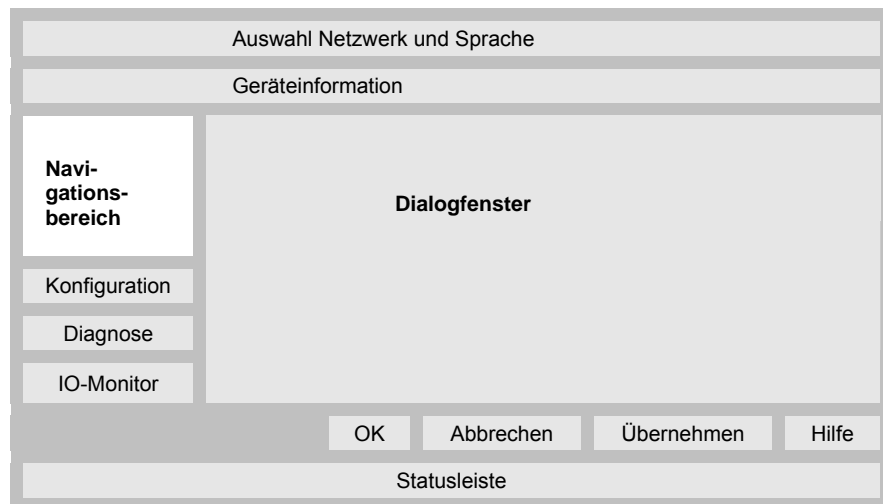 Auswahl Netzwerk und Sprache
Geräteinformation
Navi-
gations-
bereich
Dialogfenster
Konfiguration
Diagnose
IO-Monitor
OK Abbrechen Übernehmen Hilfe
Statusleiste